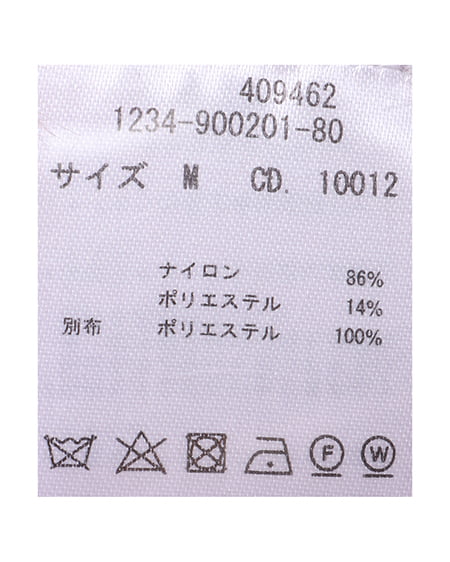 409462
1234-900201-80
サイズ M CD. 10012
ナイロン 86%
ポリエステル 14%
別布 ポリエステル 100%
F W